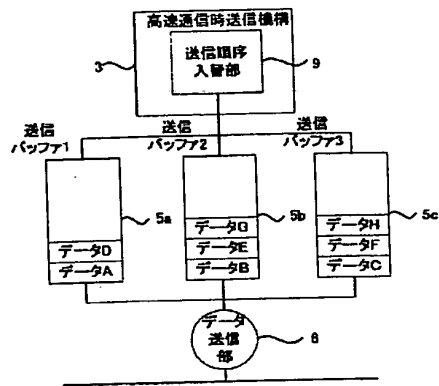 高速通信時送信機構
3
送信順序
入替部
9
送信
バッファ1
送信
バッファ2
送信
バッファ3
5a
5b
5c
データD
データA
データG
データE
データB
データH
データF
データC
データ
送信
部
6